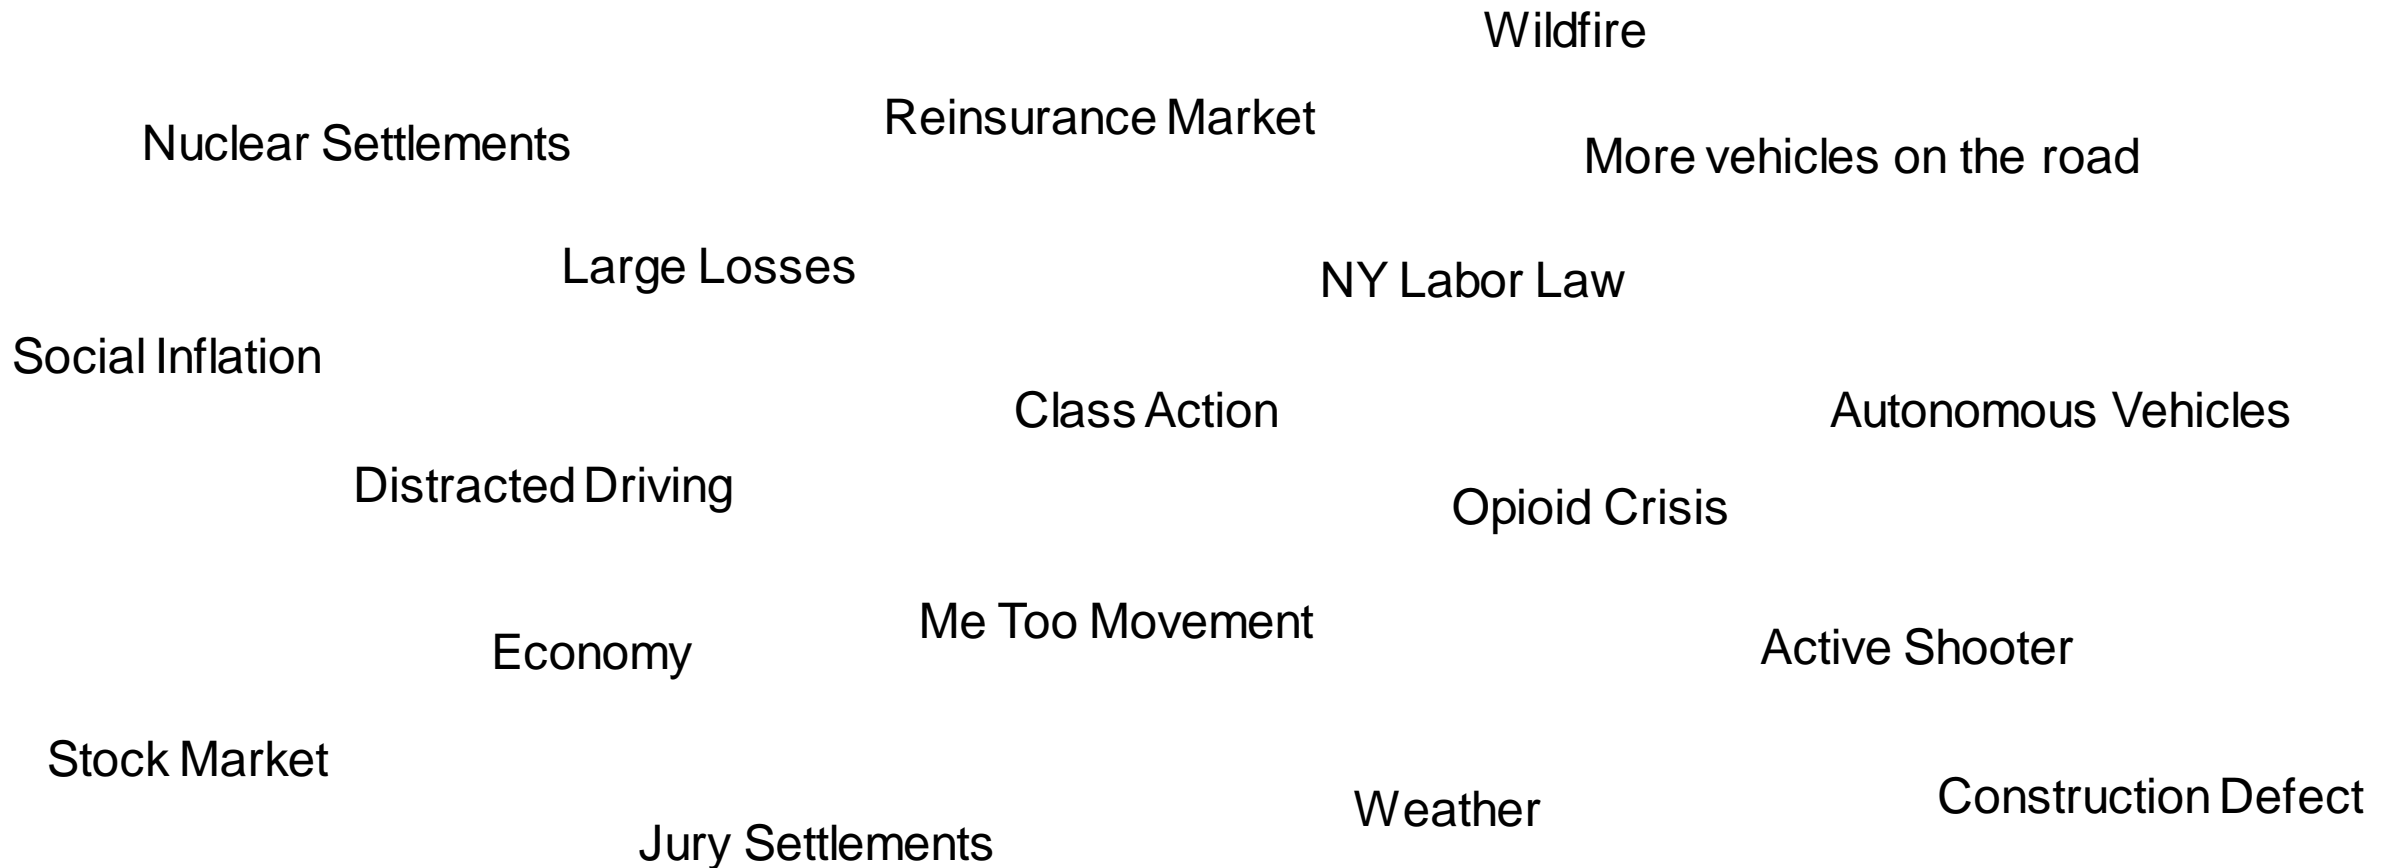 Wildfire
Reinsurance Market
Nuclear Settlements
More vehicles on the road
Large Losses
NY Labor Law
Social Inflation
Class Action
Autonomous Vehicles
Distracted Driving
Opioid Crisis
Me Too Movement
Economy
Active Shooter
Stock Market
Construction Defect
Weather
Jury Settlements